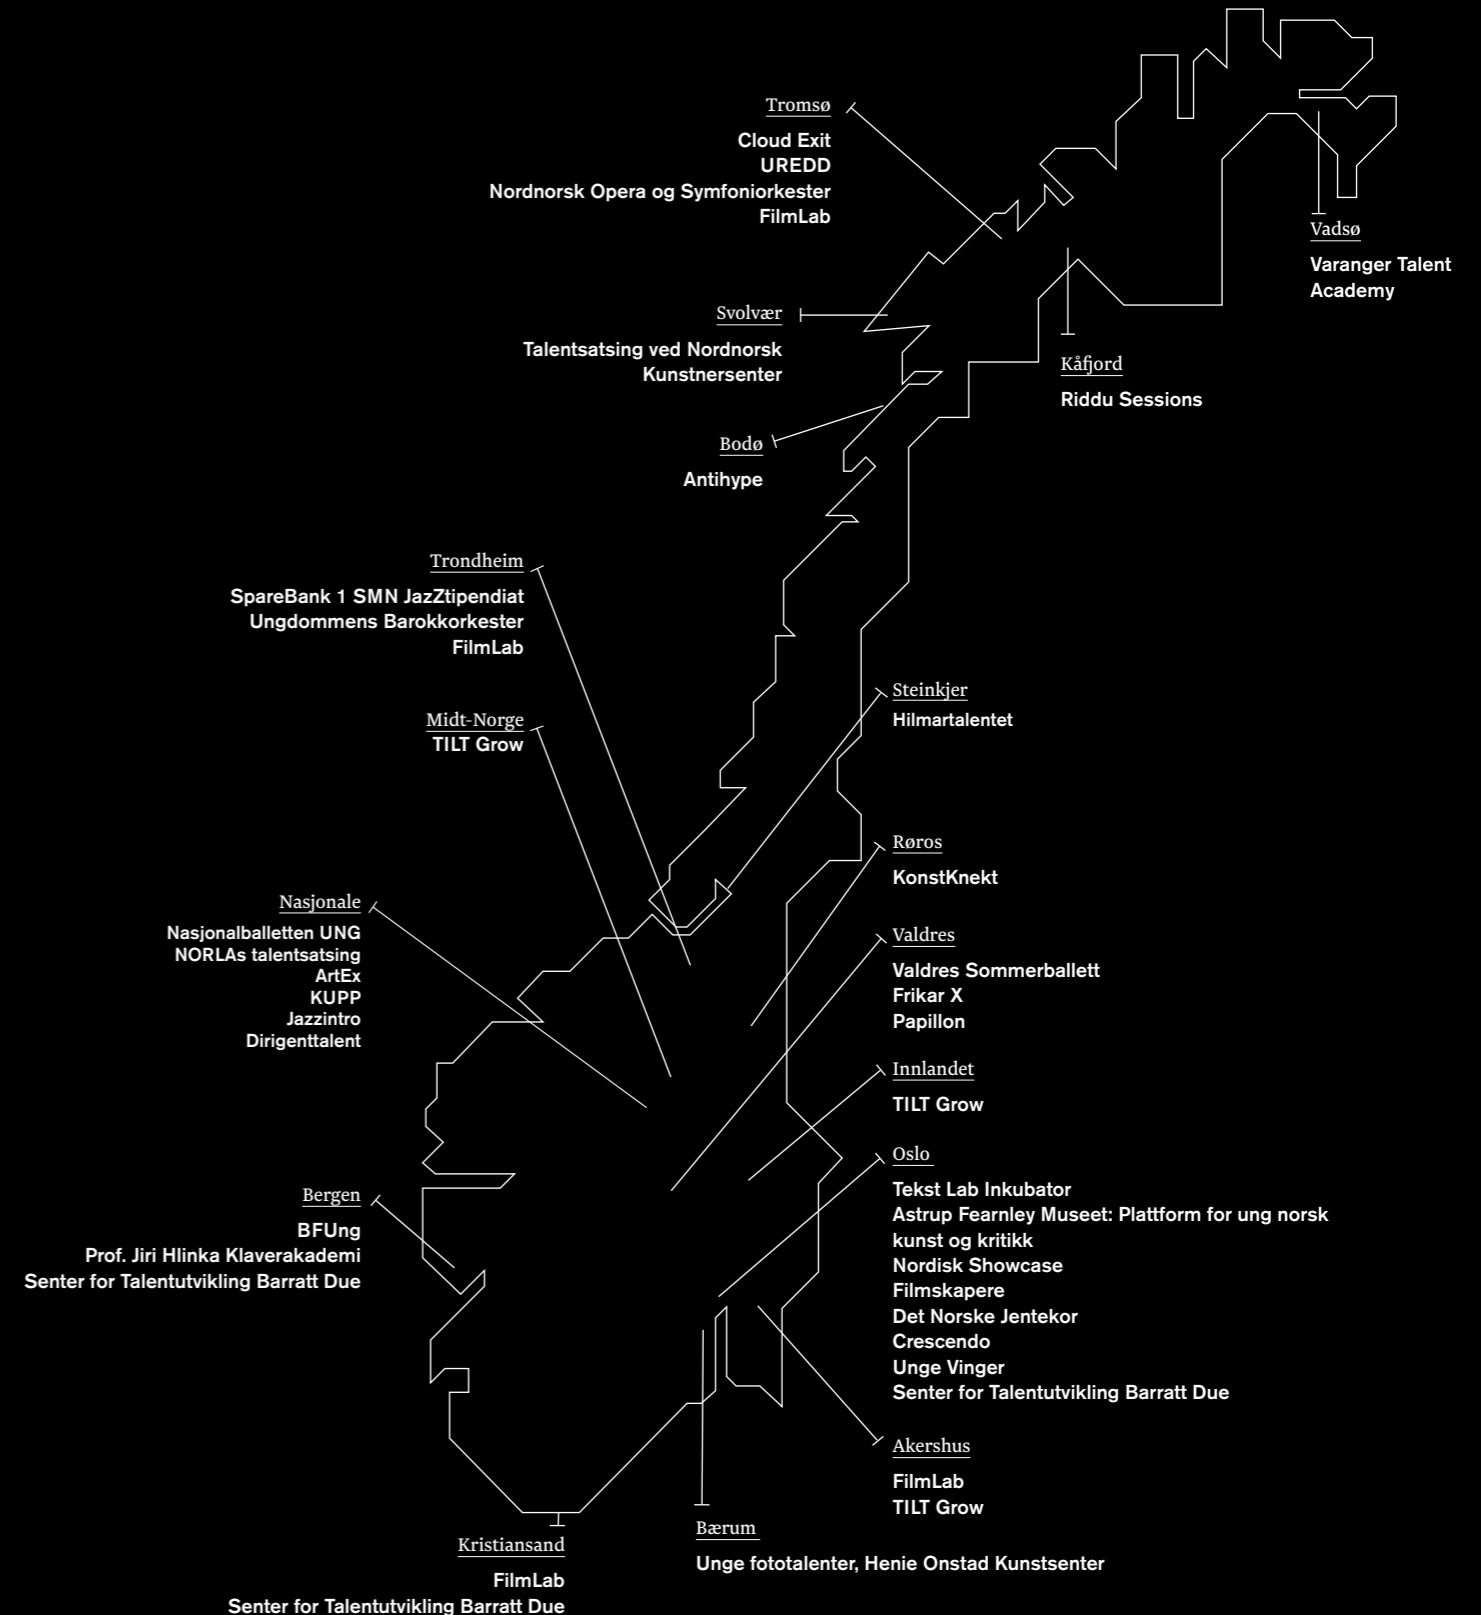 Tromsø
Cloud Exit
UREDD
Nordnorsk Opera og Symfoniorkester
FilmLab
Vadsø
Varanger Talent
Academy
Svolvær
Talentsatsing ved Nordnorsk
Kunstnersenter
Kåfjord
Riddu Sessions
Bodø
Antihype
Trondheim
SpareBank 1 SMN JazZtipendiat
Ungdommens Barokkorkester
FilmLab
Steinkjer
Hilmartalentet
Midt-Norge
TILT Grow
Røros
KonstKnekt
Nasjonale
Nasjonalballetten UNG
NORLAs talentsatsing
ArtEx
KUPP
Jazzintro
Dirigenttalent
Valdres
Valdres Sommerballett
Frikar X
Papillon
Innlandet
TILT Grow
Oslo
Tekst Lab Inkubator
Astrup Fearnley Museet: Plattform for ung norsk
kunst og kritikk
Nordisk Showcase
Filmskapere
Det Norske Jentekor
Crescendo
Unge Vinger
Senter for Talentutvikling Barratt Due
Bergen
BFUng
Prof. Jiri Hlinka Klaverakademi
Senter for Talentutvikling Barratt Due
Akershus
FilmLab
TILT Grow
Bærum
Unge fototalenter, Henie Onstad Kunstsenter
Kristiansand
FilmLab
Senter for Talentutvikling Barratt Due